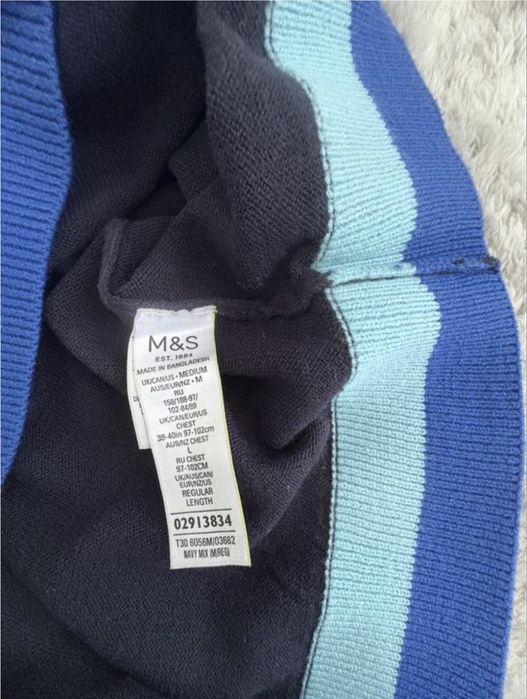 M&S
EST. 1884
MADE IN BANGLADESH
UK/CAN/US • MEDIUM
AUS/EUR/NZ • M
RU
158/188-97/
102-84/89
UK/CAN/EUR/US
CHEST
38-40in 97-102cm
AUS/NZ CHEST
L
RU CHEST
97-102CM
UK/AUS/CAN/
EUR/NZ/US
REGULAR
LENGTH
02913834
T30 6056M/03682
NAVY MIX (M/REG)